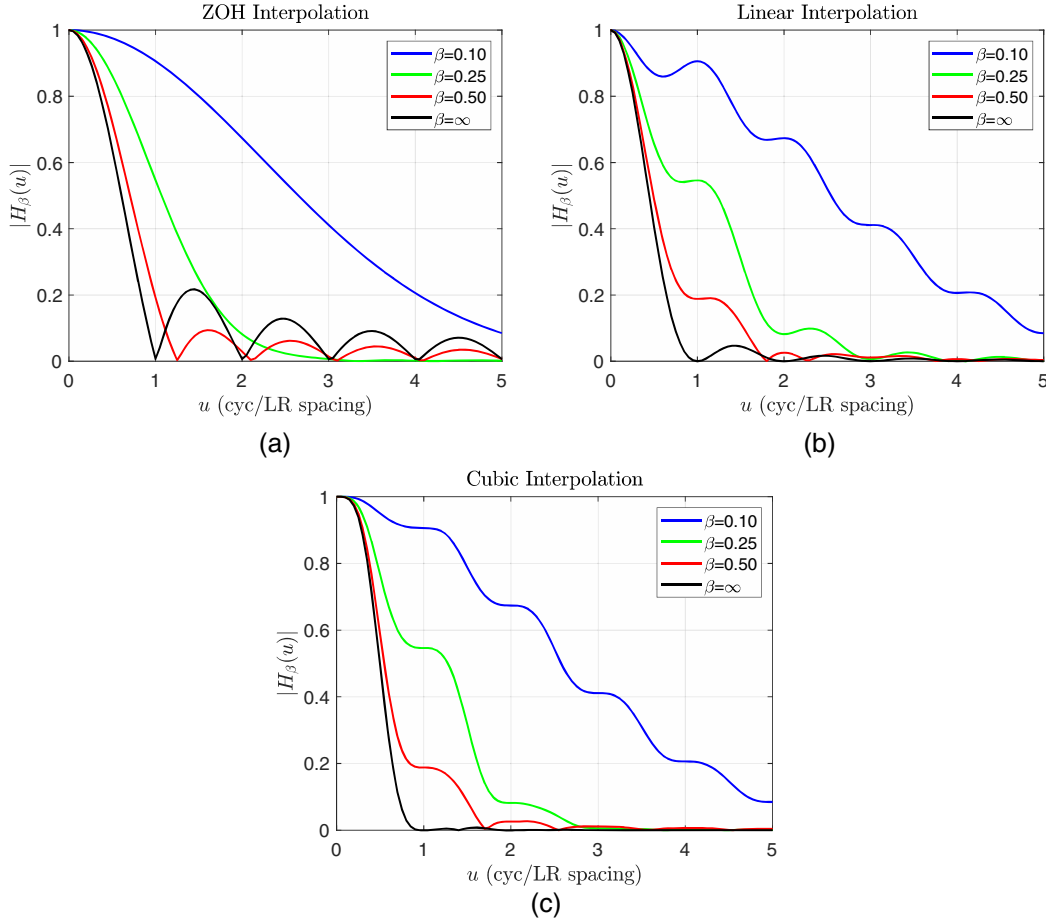 ZOH Interpolation
|H_β(u)|
1
0.8
0.6
0.4
0.2
0
β=0.10
β=0.25
β=0.50
β=∞
0 1 2 3 4 5
u (cyc/LR spacing)
(a)
Linear Interpolation
|H_β(u)|
1
0.8
0.6
0.4
0.2
0
β=0.10
β=0.25
β=0.50
β=∞
0 1 2 3 4 5
u (cyc/LR spacing)
(b)
Cubic Interpolation
|H_β(u)|
1
0.8
0.6
0.4
0.2
0
β=0.10
β=0.25
β=0.50
β=∞
0 1 2 3 4 5
u (cyc/LR spacing)
(c)